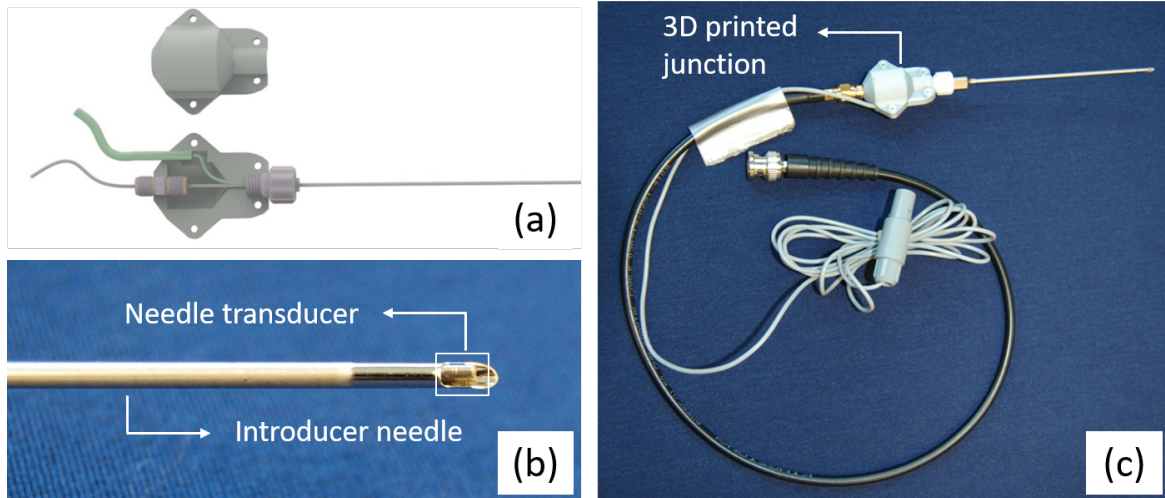 (a)
Needle transducer
Introducer needle
(b)
3D printed
junction
(c)